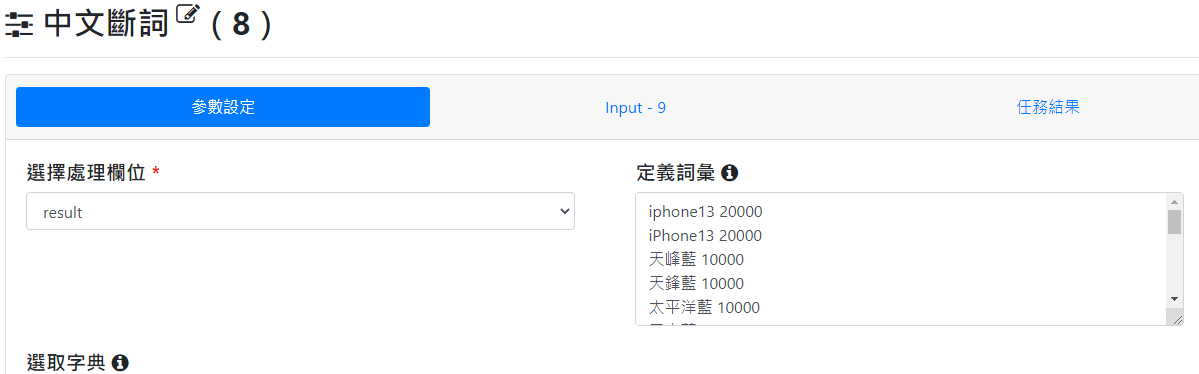 中文斷詞 ( 8 )
參數設定
Input - 9
任務結果
選擇處理欄位 *
result
定義詞彙
iphone13 20000
iPhone13 20000
天峰藍 10000
天鋒藍 10000
太平洋藍 10000
選取字典